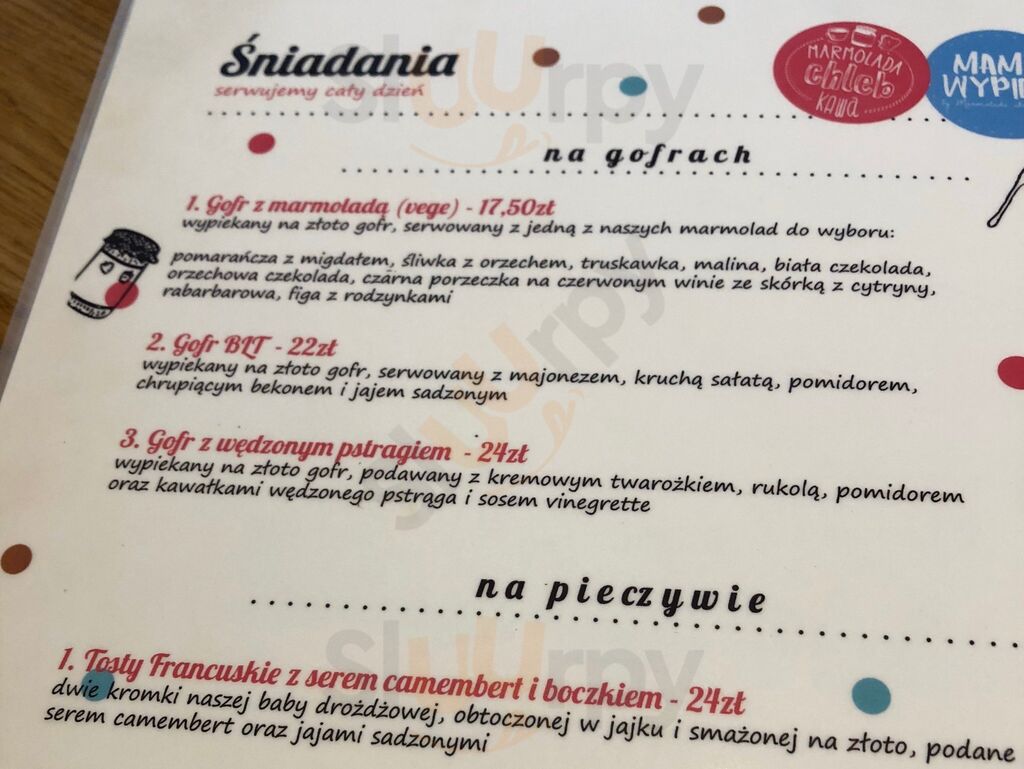 Śniadania
serwujemy cały dzień
MARMOLADA
chleb
KAWA
na gofrach
1. Gofr z marmoladą (vege) - 17,50zł
wypiekany na złoto gofr, serwowany z jedną z naszych marmolad do wyboru:
pomarańcza z migdałem, śliwka z orzechem, truskawka, malina, biała czekolada,
orzechowa czekolada, czarna porzeczka na czerwonym winie ze skórką z cytryny,
rabarbarowa, figa z rodzynkami
2. Gofr BLT - 22zł
wypiekany na złoto gofr, serwowany z majonezem, kruchą sałatą, pomidorem,
chrupiącym bekonem i jajem sadzonym
3. Gofr z wędzonym pstrągiem - 24zł
wypiekany na złoto gofr, podawany z kremowym twarożkiem, rukolą, pomidorem
oraz kawałkami wędzonego pstrąga i sosem vinegrette
na pieczywie
1. Tosty Francuskie z serem camembert i boczkiem - 24zł
dwie kromki naszej baby drożdżowej, obtoczonej w jajku i smażonej na złoto, podane
serem camembert oraz jajami sadzonymi
sluurpy
sluurpy
sluurpy